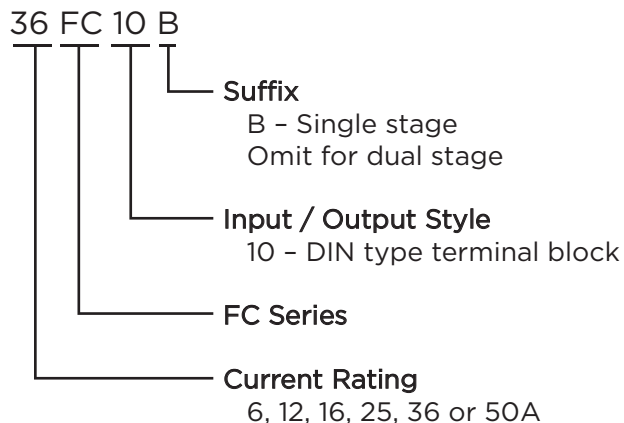 36 FC 10 B
Suffix
B – Single stage
Omit for dual stage
Input / Output Style
10 – DIN type terminal block
FC Series
Current Rating
6, 12, 16, 25, 36 or 50A